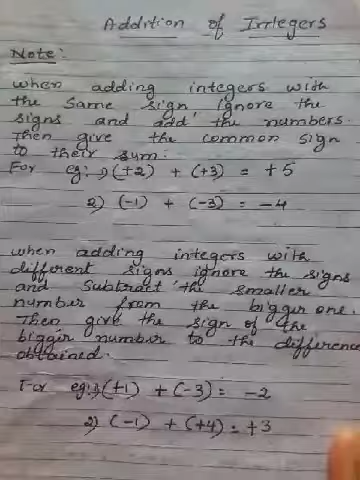 Addition of Integers
Note:
When adding integers with
the same sign ignore the
signs and add the numbers.
Then give the common sign
to their sum.
For eg:- 1) (+2) + (+3) = +5
2) (-1) + (-3) = -4
when adding integers with
different signs ignore the signs
and subtract the smaller
number from the bigger one.
Then give the sign of the
bigger number to the difference
obtained.
For eg:- 1) (+1) + (-3) = -2
2) (-1) + (+4) = +3